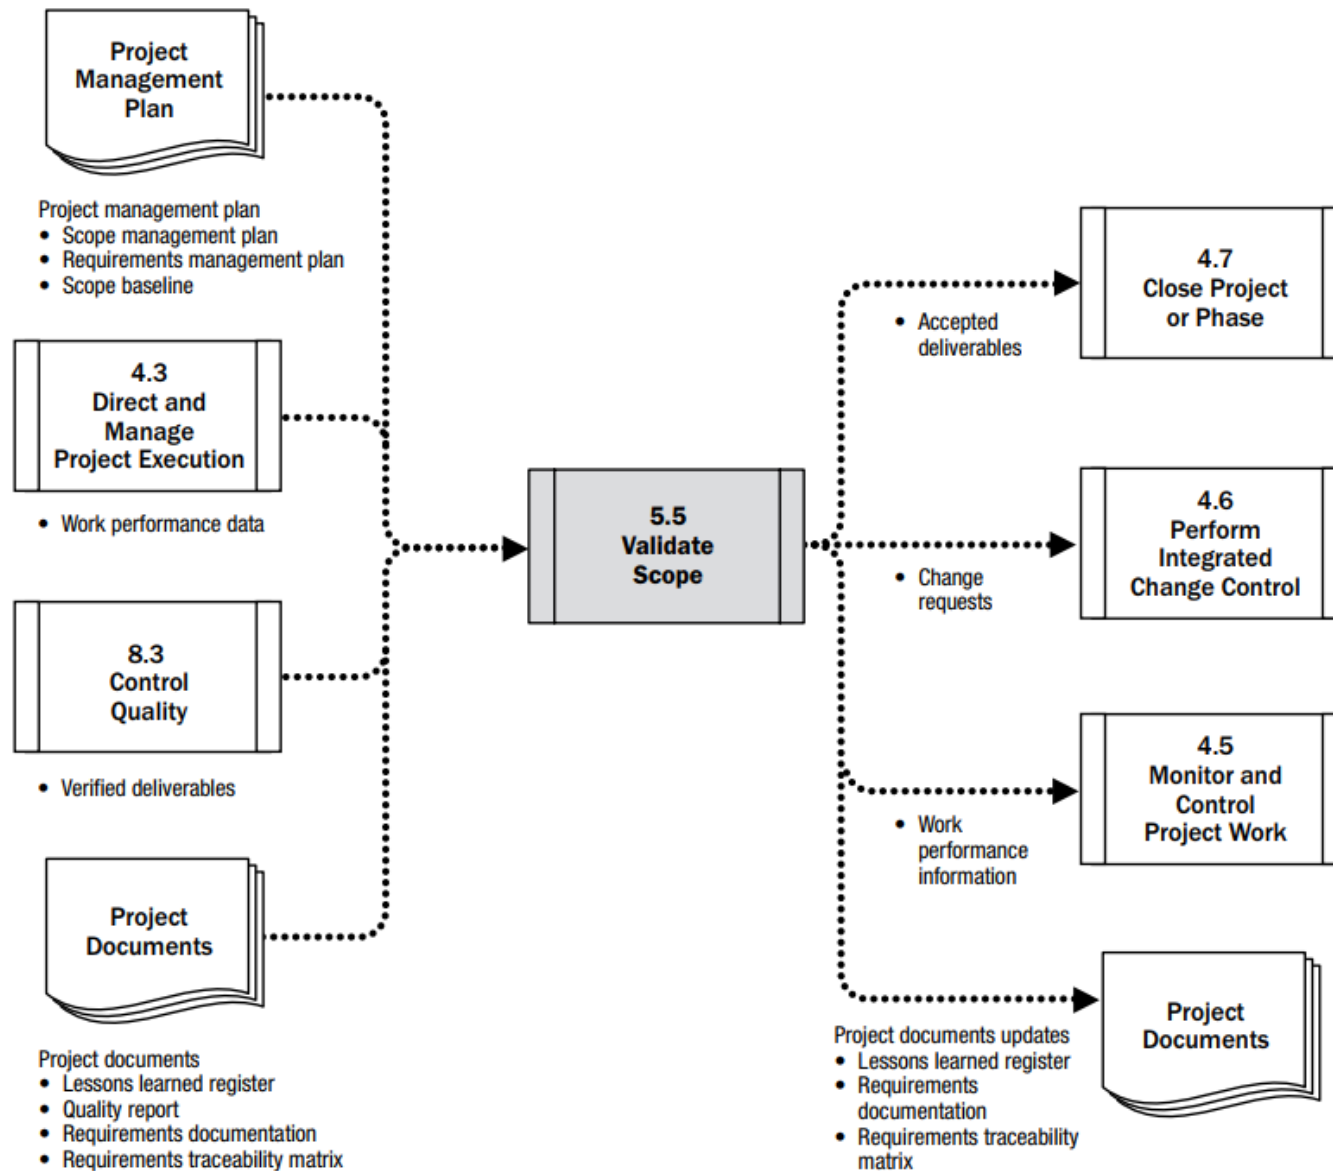 Project
Management
Plan
Project management plan
• Scope management plan
• Requirements management plan
• Scope baseline
4.3
Direct and
Manage
Project Execution
• Work performance data
8.3
Control
Quality
• Verified deliverables
Project
Documents
Project documents
• Lessons learned register
• Quality report
• Requirements documentation
• Requirements traceability matrix
5.5
Validate
Scope
• Accepted
deliverables
4.7
Close Project
or Phase
• Change
requests
4.6
Perform
Integrated
Change Control
• Work
performance
information
4.5
Monitor and
Control
Project Work
Project documents updates
• Lessons learned register
• Requirements
documentation
• Requirements traceability
matrix
Project
Documents